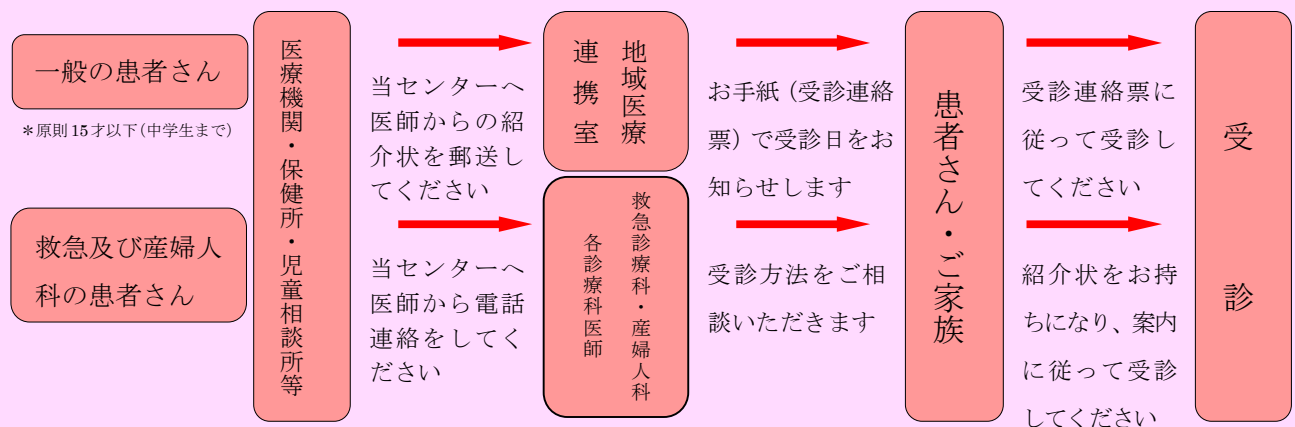 一般の患者さん
＊原則15才以下(中学生まで)
救急及び産婦人
科の患者さん
医療機関・保健所・児童相談所等
当センターへ
医師からの紹
介状を郵送し
てください
当センターへ
医師から電話
連絡をしてく
ださい
地域医療
連携室
救急診療科・産婦人科
各診療科医師
お手紙（受診連絡
票）で受診日をお
知らせします
受診方法をご相
談いただきます
患者さん・ご家族
受診連絡票に
従って受診し
てください
紹介状をお持
ちになり、案内
に従って受診
してください
受診